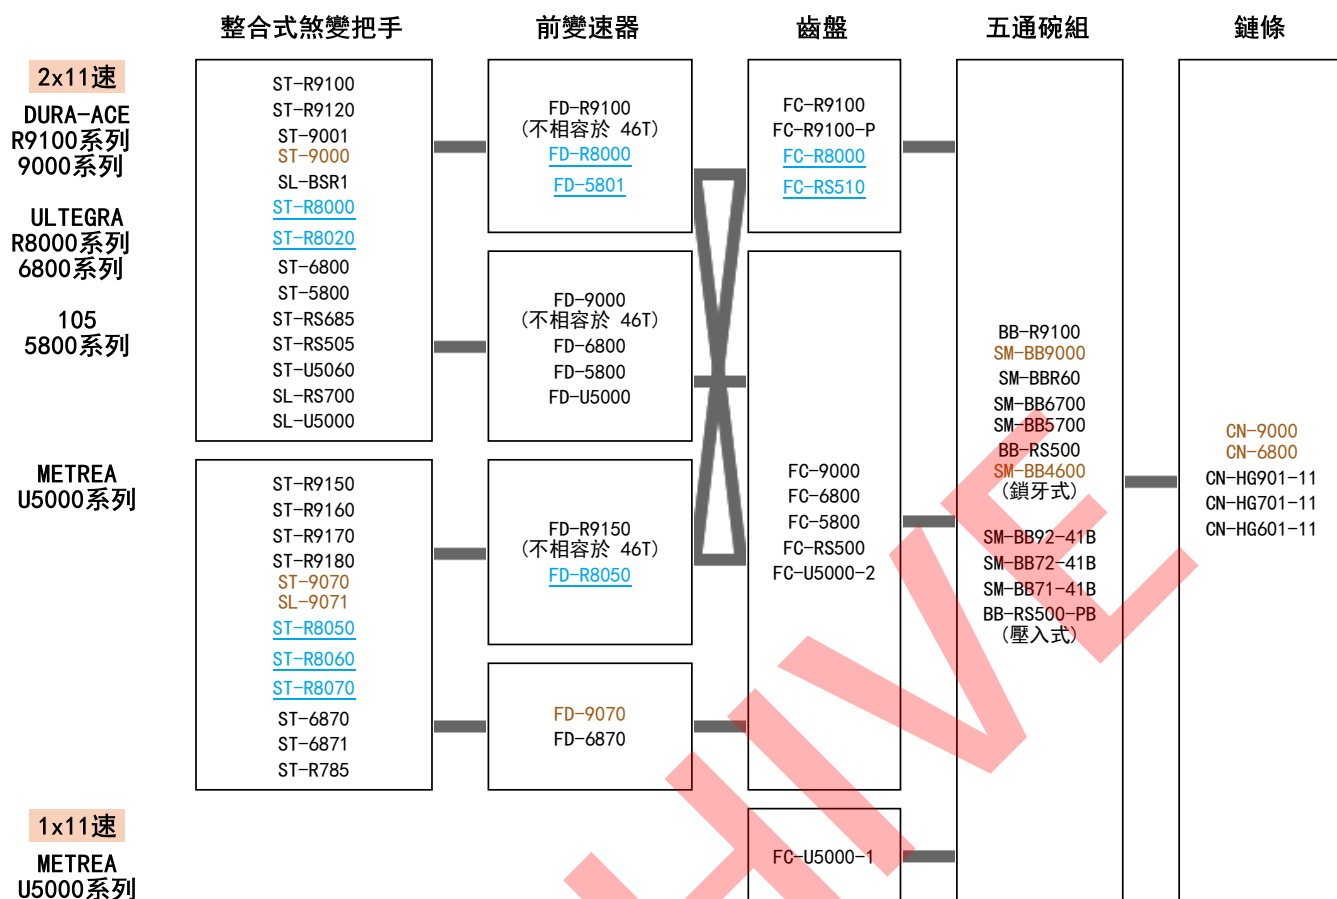 整合式煞變把手
前變速器
齒盤
五通碗組
鏈條
2x11速
DURA-ACE
R9100系列
9000系列
ULTEGRA
R8000系列
6800系列
105
5800系列
METREA
U5000系列
1x11速
METREA
U5000系列
ST-R9100
ST-R9120
ST-9001
ST-9000
SL-BSR1
ST-R8000
ST-R8020
ST-6800
ST-5800
ST-RS685
ST-RS505
ST-U5060
SL-RS700
SL-U5000
ST-R9150
ST-R9160
ST-R9170
ST-R9180
ST-9070
SL-9071
ST-R8050
ST-R8060
ST-R8070
ST-6870
ST-6871
ST-R785
FD-R9100
(不相容於 46T)
FD-R8000
FD-5801
FD-9000
(不相容於 46T)
FD-6800
FD-5800
FD-U5000
FD-R9150
(不相容於 46T)
FD-R8050
FD-9070
FD-6870
FC-R9100
FC-R9100-P
FC-R8000
FC-RS510
FC-9000
FC-6800
FC-5800
FC-RS500
FC-U5000-2
FC-U5000-1
BB-R9100
SM-BB9000
SM-BBR60
SM-BB6700
SM-BB5700
BB-RS500
SM-BB4600
(鎖牙式)
SM-BB92-41B
SM-BB72-41B
SM-BB71-41B
BB-RS500-PB
(壓入式)
CN-9000
CN-6800
CN-HG901-11
CN-HG701-11
CN-HG601-11
HIVE